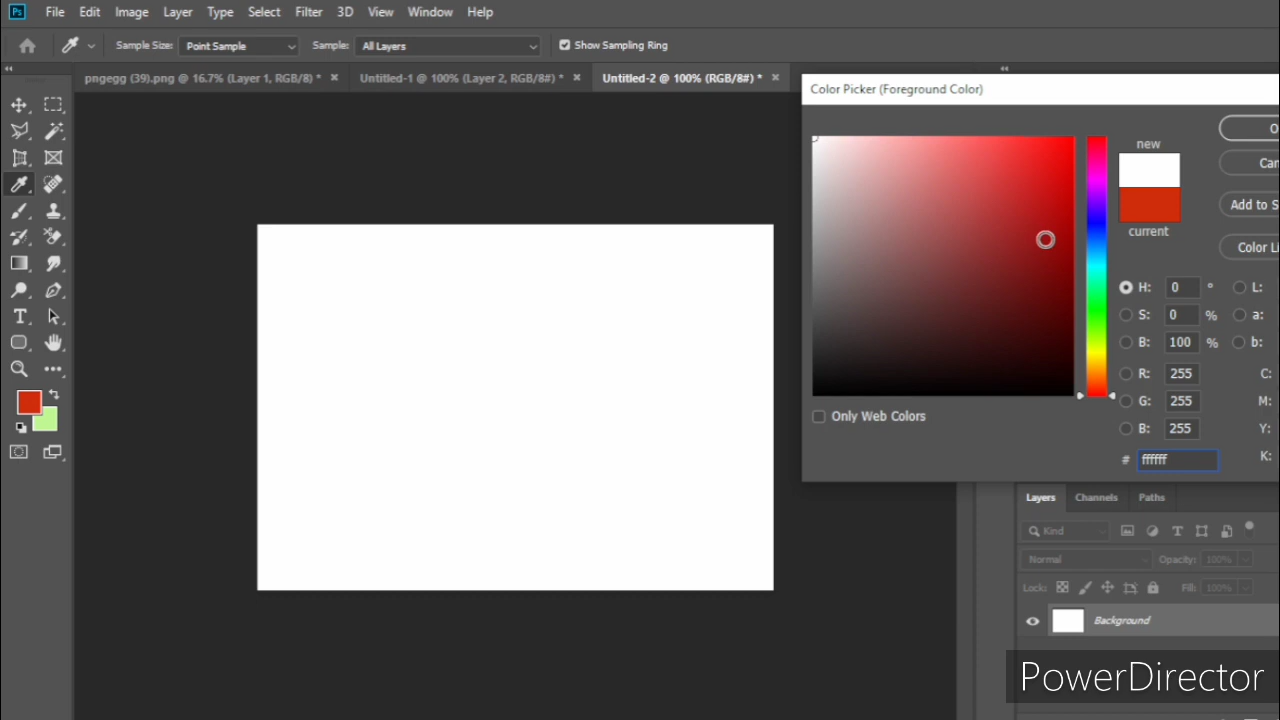 Ps File Edit Image Layer Type Select Filter 3D View Window Help
Sample Size: Point Sample Sample: All Layers Show Sampling Ring
pngegg (39).png @ 16.7% (Layer 1, RGB/8) * Untitled-1 @ 100% (Layer 2, RGB/8#) * Untitled-2 @ 100% (RGB/8#) *
Color Picker (Foreground Color)
new
current
O
Can
Add to S
Color Li
H: 0 ° L:
S: 0 % a:
B: 100 % b:
R: 255 C:
G: 255 M:
B: 255 Y:
# ffffff K:
Only Web Colors
T
Layers Channels Paths
Kind T
Normal Opacity: 100%
Lock: Fill: 100%
Background
PowerDirector